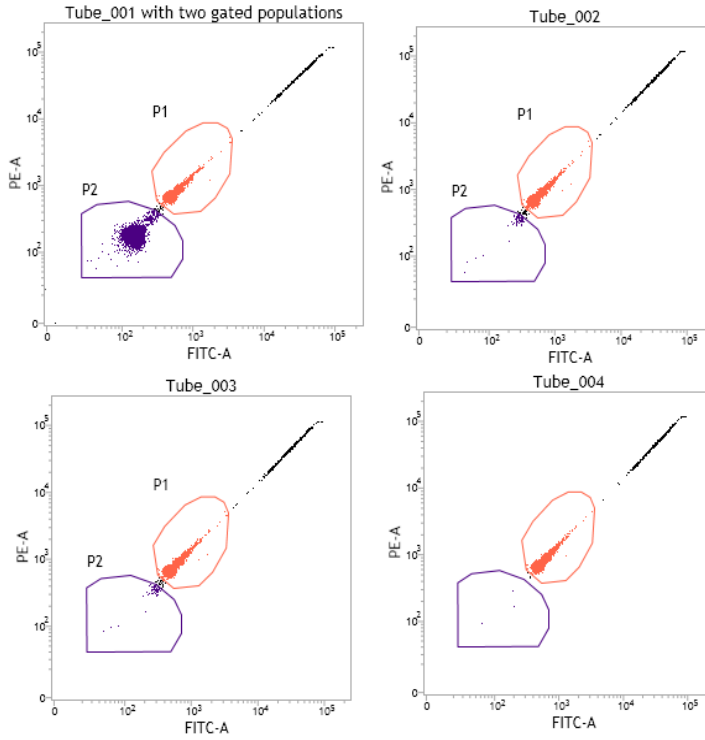 Tube_001 with two gated populations
10⁵
10⁴
10³
10²
0
PE-A
P1
P2
0
10²
10³
10⁴
10⁵
FITC-A
Tube_002
10⁵
10⁴
10³
10²
0
PE-A
P1
P2
0
10²
10³
10⁴
10⁵
FITC-A
Tube_003
10⁵
10⁴
10³
10²
0
PE-A
P1
P2
0
10²
10³
10⁴
10⁵
FITC-A
Tube_004
10⁵
10⁴
10³
10²
0
PE-A
0
10²
10³
10⁴
10⁵
FITC-A